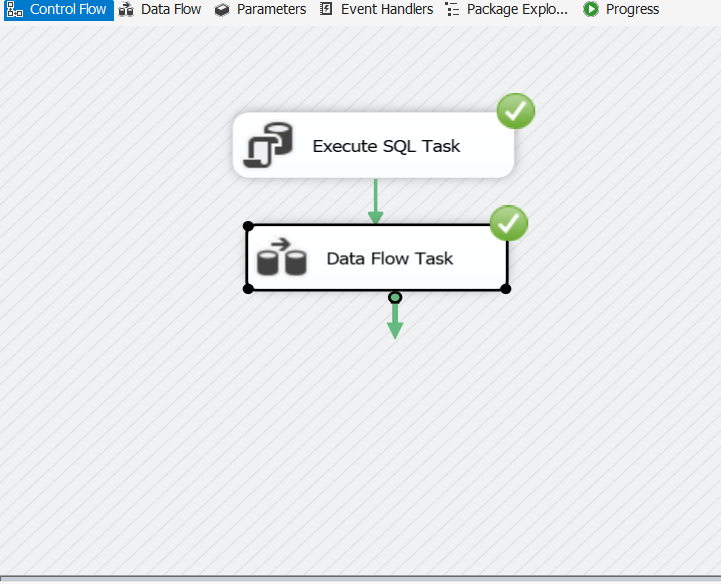 Control Flow Data Flow Parameters Event Handlers Package Explo... Progress
Execute SQL Task
Data Flow Task